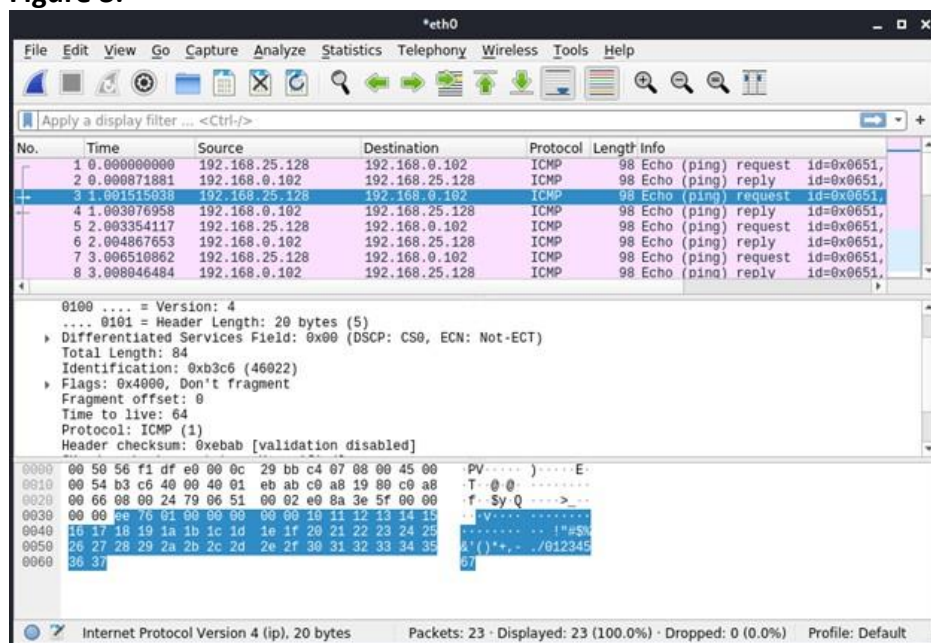 *eth0
File Edit View Go Capture Analyze Statistics Telephony Wireless Tools Help
Apply a display filter ... <Ctrl-/>
No. Time Source Destination Protocol Length Info
1 0.000000000 192.168.25.128 192.168.0.102 ICMP 98 Echo (ping) request id=0x0651,
2 0.000871881 192.168.0.102 192.168.25.128 ICMP 98 Echo (ping) reply id=0x0651,
3 1.001515038 192.168.25.128 192.168.0.102 ICMP 98 Echo (ping) request id=0x0651,
4 1.003076958 192.168.0.102 192.168.25.128 ICMP 98 Echo (ping) reply id=0x0651,
5 2.003354117 192.168.25.128 192.168.0.102 ICMP 98 Echo (ping) request id=0x0651,
6 2.004867653 192.168.0.102 192.168.25.128 ICMP 98 Echo (ping) reply id=0x0651,
7 3.006510862 192.168.25.128 192.168.0.102 ICMP 98 Echo (ping) request id=0x0651,
8 3.008046484 192.168.0.102 192.168.25.128 ICMP 98 Echo (ping) reply id=0x0651,
0100 .... = Version: 4
.... 0101 = Header Length: 20 bytes (5)
Differentiated Services Field: 0x00 (DSCP: CS0, ECN: Not-ECT)
Total Length: 84
Identification: 0xb3c6 (46022)
Flags: 0x4000, Don't fragment
Fragment offset: 0
Time to live: 64
Protocol: ICMP (1)
Header checksum: 0xebab [validation disabled]
0000 00 50 56 f1 df e0 00 0c 29 bb c4 07 08 00 45 00 ·PV····· )·····E·
0010 00 54 b3 c6 40 00 40 01 eb ab c0 a8 19 80 c0 a8 ·T··@·@· ········
0020 00 66 08 00 24 79 06 51 00 02 e0 8a 3e 5f 00 00 ·f··$y·Q ····>_··
0030 00 00 ee 76 01 00 00 00 00 00 10 11 12 13 14 15 ···v···· ········
0040 16 17 18 19 1a 1b 1c 1d 1e 1f 20 21 22 23 24 25 ········ ·· !"#$%
0050 26 27 28 29 2a 2b 2c 2d 2e 2f 30 31 32 33 34 35 &'()*+,- ./012345
0060 36 37 67
Internet Protocol Version 4 (ip), 20 bytes Packets: 23 · Displayed: 23 (100.0%) · Dropped: 0 (0.0%) Profile: Default